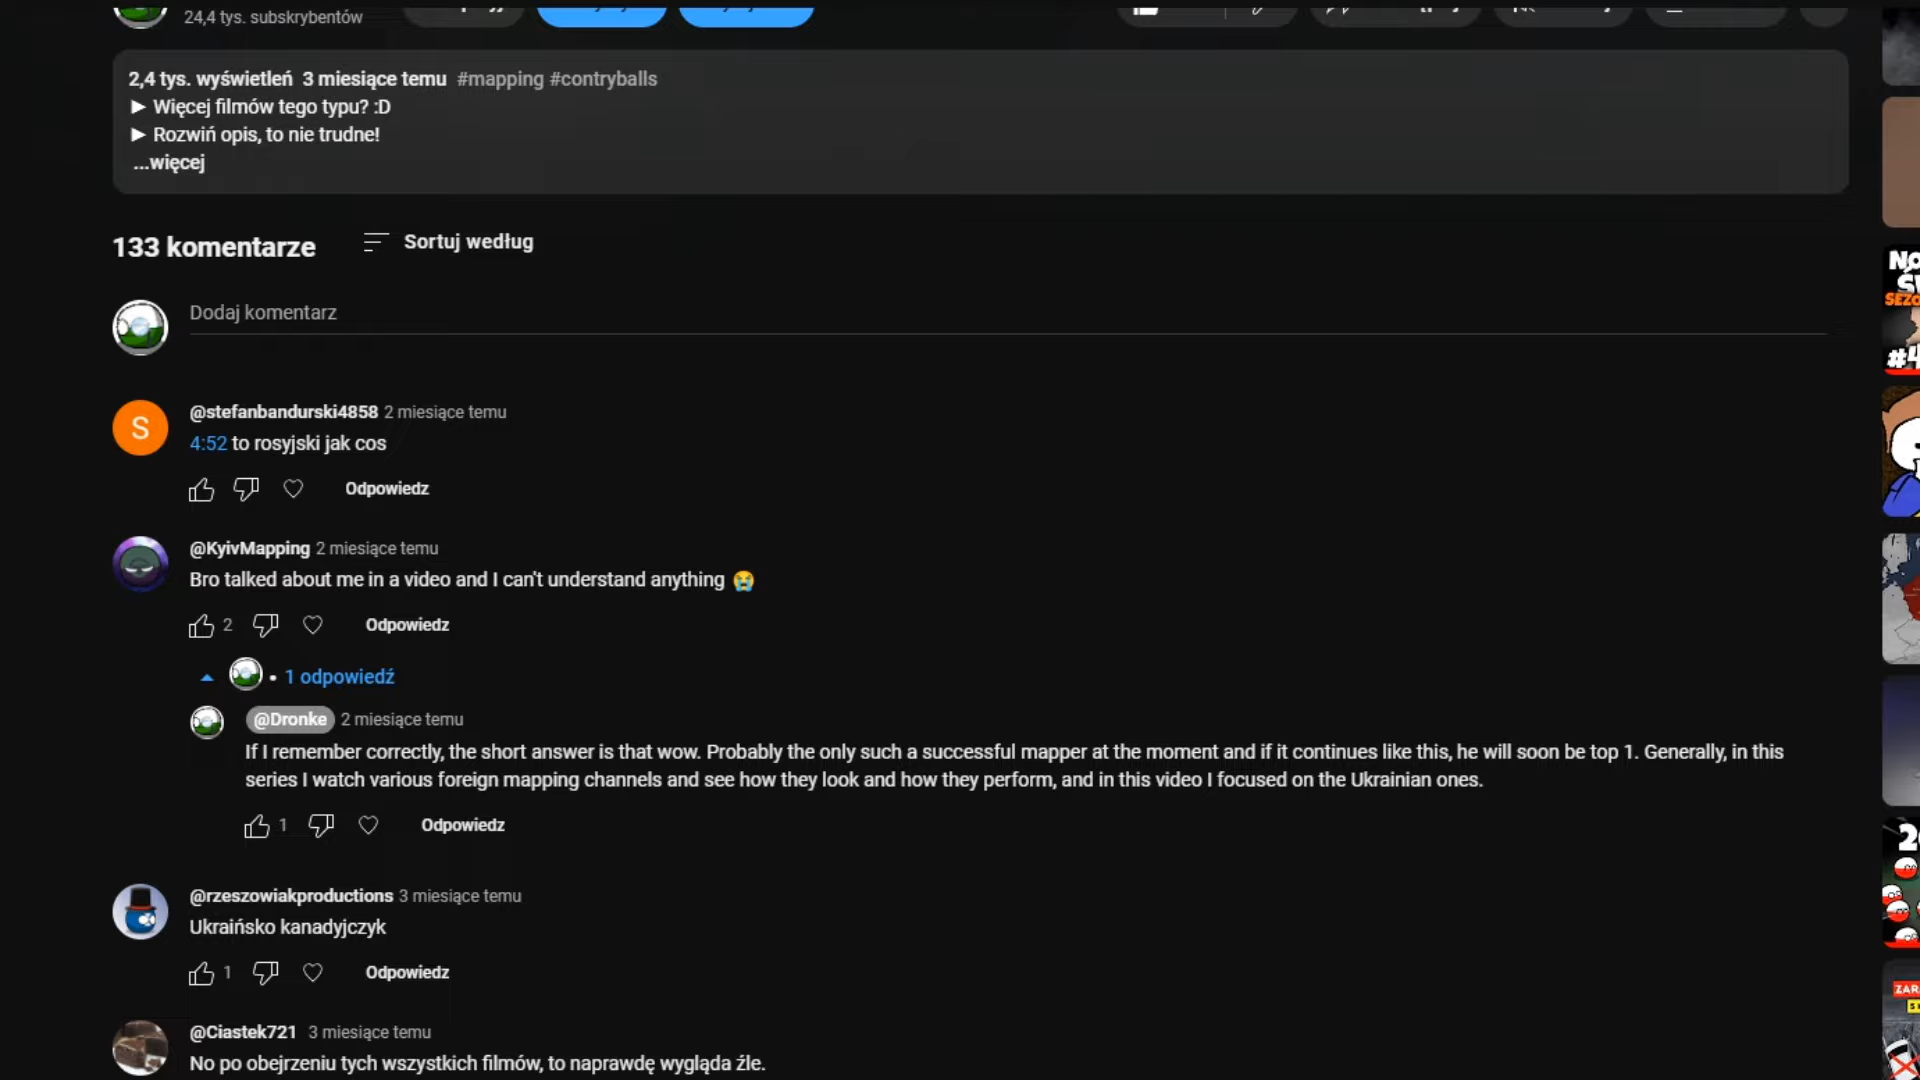 24,4 tys. subskrybentów
2,4 tys. wyświetleń 3 miesiące temu #mapping #contryballs
► Więcej filmów tego typu? :D
► Rozwiń opis, to nie trudne!
...więcej
133 komentarze
Sortuj według
Dodaj komentarz
S
@stefanbandurski4858 2 miesiące temu
4:52 to rosyjski jak cos
Odpowiedz
@KyivMapping 2 miesiące temu
Bro talked about me in a video and I can't understand anything 😭
2 Odpowiedz
• 1 odpowiedź
@Dronke 2 miesiące temu
If I remember correctly, the short answer is that wow. Probably the only such a successful mapper at the moment and if it continues like this, he will soon be top 1. Generally, in this
series I watch various foreign mapping channels and see how they look and how they perform, and in this video I focused on the Ukrainian ones.
1 Odpowiedz
@rzeszowiakproductions 3 miesiące temu
Ukraińsko kanadyjczyk
1 Odpowiedz
@Ciastek721 3 miesiące temu
No po obejrzeniu tych wszystkich filmów, to naprawdę wygląda źle.